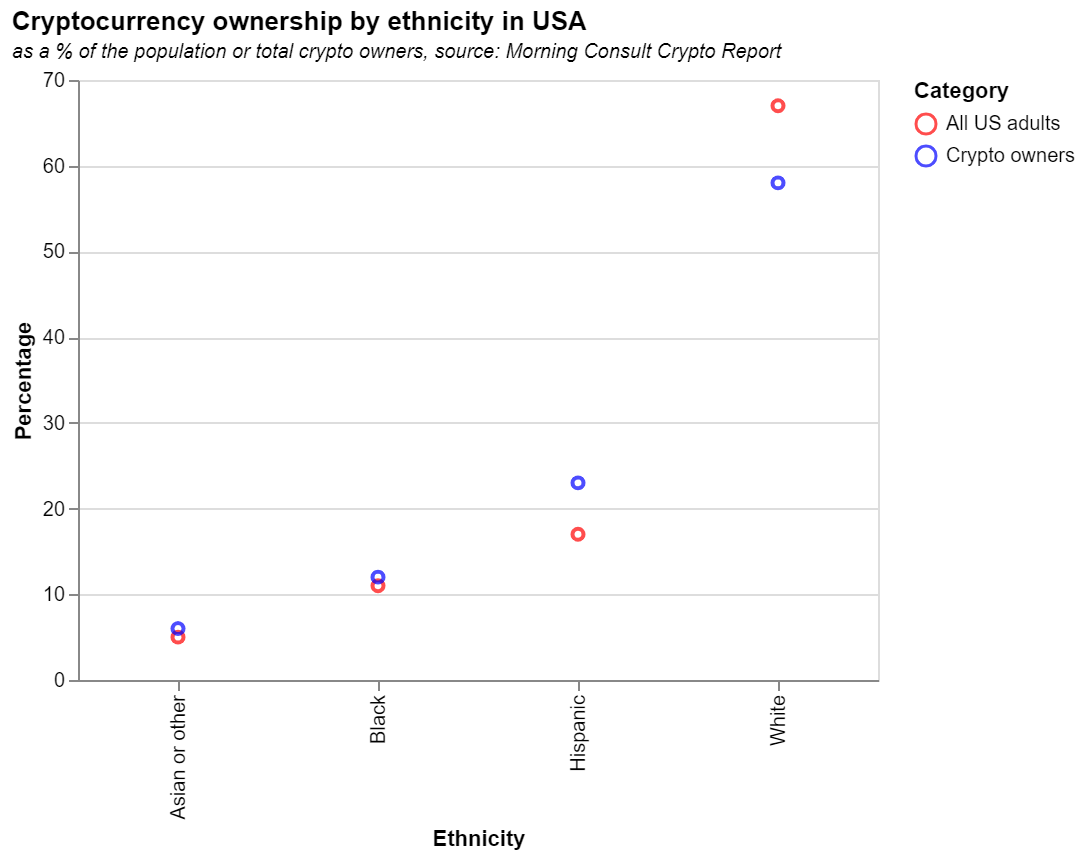 Cryptocurrency ownership by ethnicity in USA
as a % of the population or total crypto owners, source: Morning Consult Crypto Report
70
60
50
40
30
20
10
0
Percentage
Asian or other
Black
Hispanic
White
Ethnicity
Category
All US adults
Crypto owners